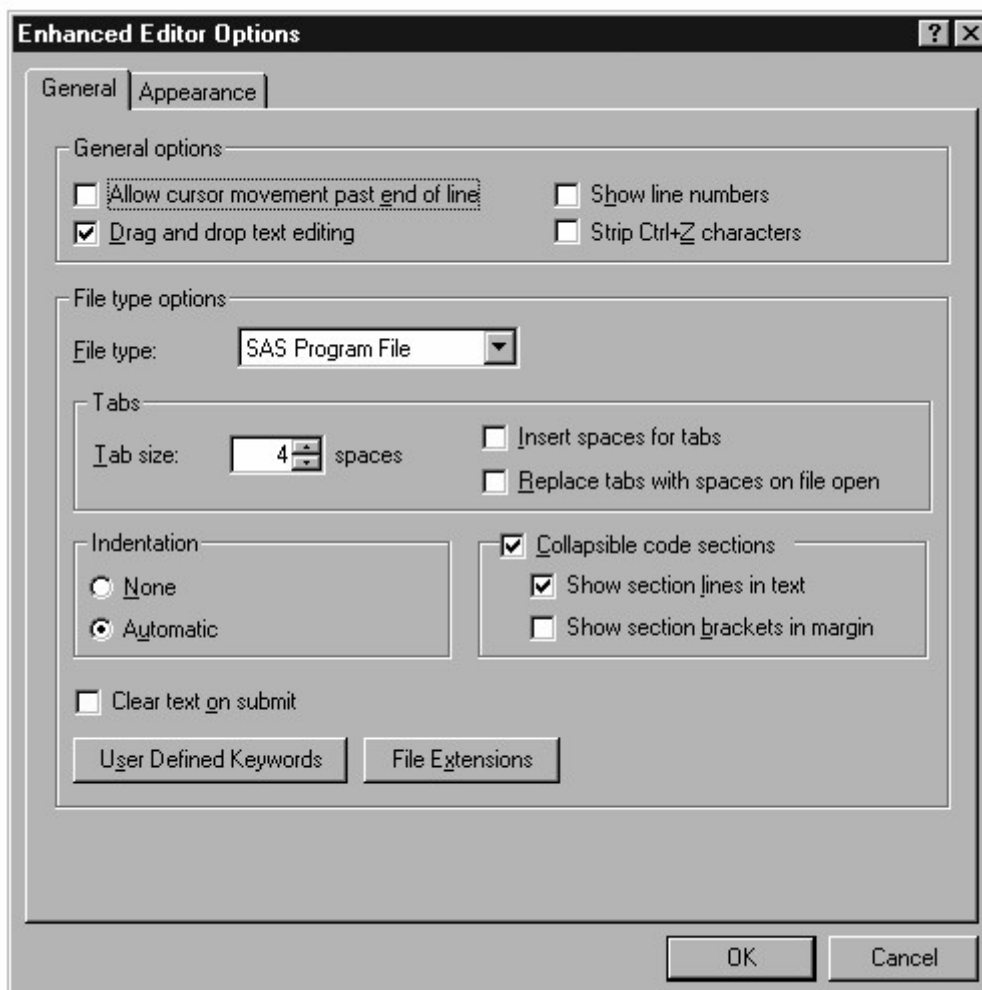 Enhanced Editor Options
General
Appearance
General options
Allow cursor movement past end of line
Show line numbers
Drag and drop text editing
Strip Ctrl+Z characters
File type options
File type:
SAS Program File
Tabs
Tab size:
4
spaces
Insert spaces for tabs
Replace tabs with spaces on file open
Indentation
None
Automatic
Collapsible code sections
Show section lines in text
Show section brackets in margin
Clear text on submit
User Defined Keywords
File Extensions
OK
Cancel